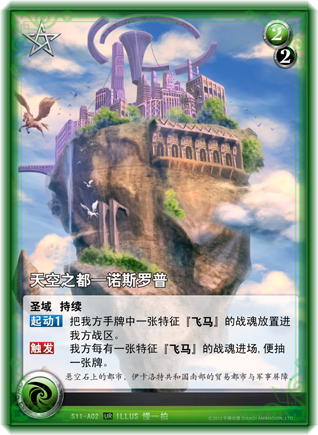 2
2
天空之都—诺斯罗普
圣域 持续
起动1 把我方手牌中一张特征『飞马』的战魂放置进
我方战区。
触发 我方每有一张特征『飞马』的战魂进场,便抽
一张牌。
悬空石上的都市，伊卡洛特共和国南部的贸易都市与军事屏障
S11-A02 UR ILLUS 慢一拍